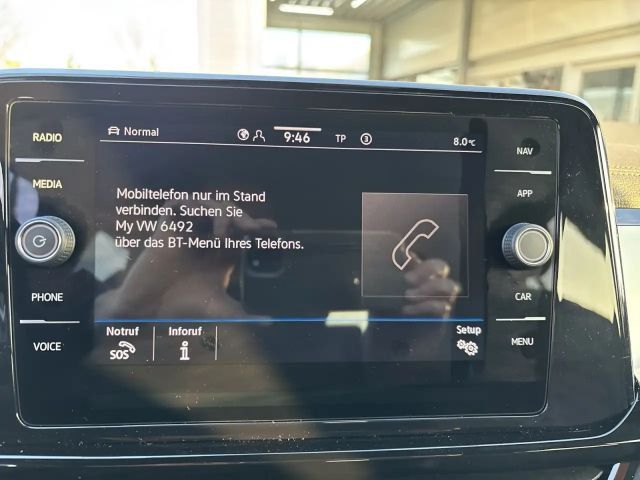 RADIO
MEDIA
PHONE
VOICE
Normal
9:46
TP
3
8.0°C
Mobiltelefon nur im Stand
verbinden. Suchen Sie
My VW 6492
über das BT-Menü Ihres Telefons.
Notruf
SOS
Inforuf
Setup
NAV
APP
CAR
MENU